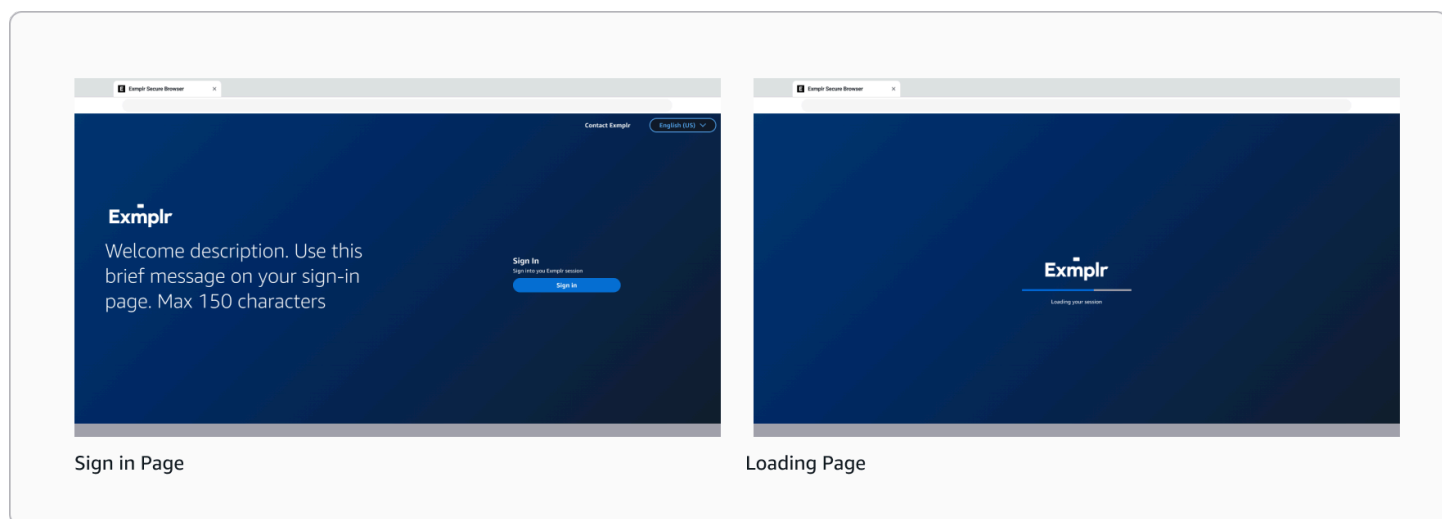 Exmplr Secure Browser
Contact Exmplr
English (US)
Exmplr
Welcome description. Use this
brief message on your sign-in
page. Max 150 characters
Sign In
Sign into you Exmplr session
Sign in
Sign in Page
Exmplr Secure Browser
Exmplr
Loading your session
Loading Page